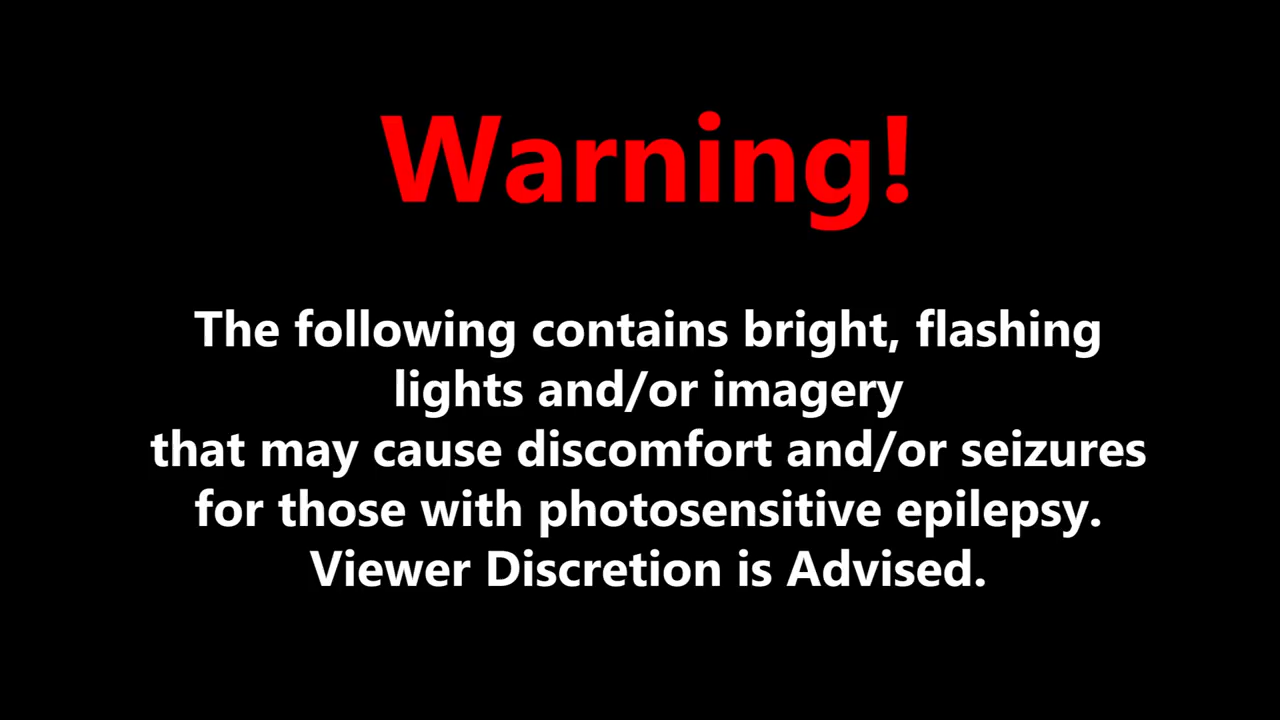 Warning!
The following contains bright, flashing
lights and/or imagery
that may cause discomfort and/or seizures
for those with photosensitive epilepsy.
Viewer Discretion is Advised.